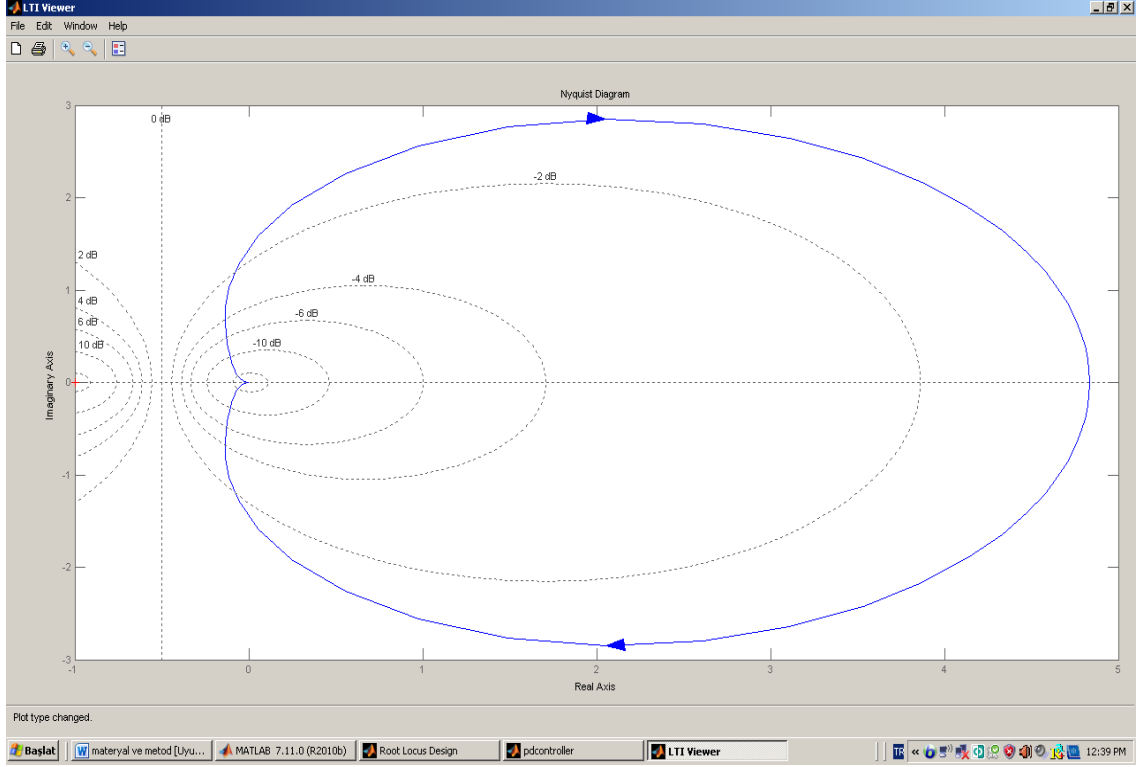 LTI Viewer
File Edit Window Help
Nyquist Diagram
3
0 dB
-2 dB
2
2 dB
-4 dB
1
4 dB
-6 dB
6 dB
10 dB
-10 dB
Imaginary Axis
0
-1
-2
-3
-1 0 1 2 3 4 5
Real Axis
Plot type changed.
Başlat
materyal ve metod [Uyu...
MATLAB 7.11.0 (R2010b)
Root Locus Design
pdcontroller
LTI Viewer
TR
12:39 PM